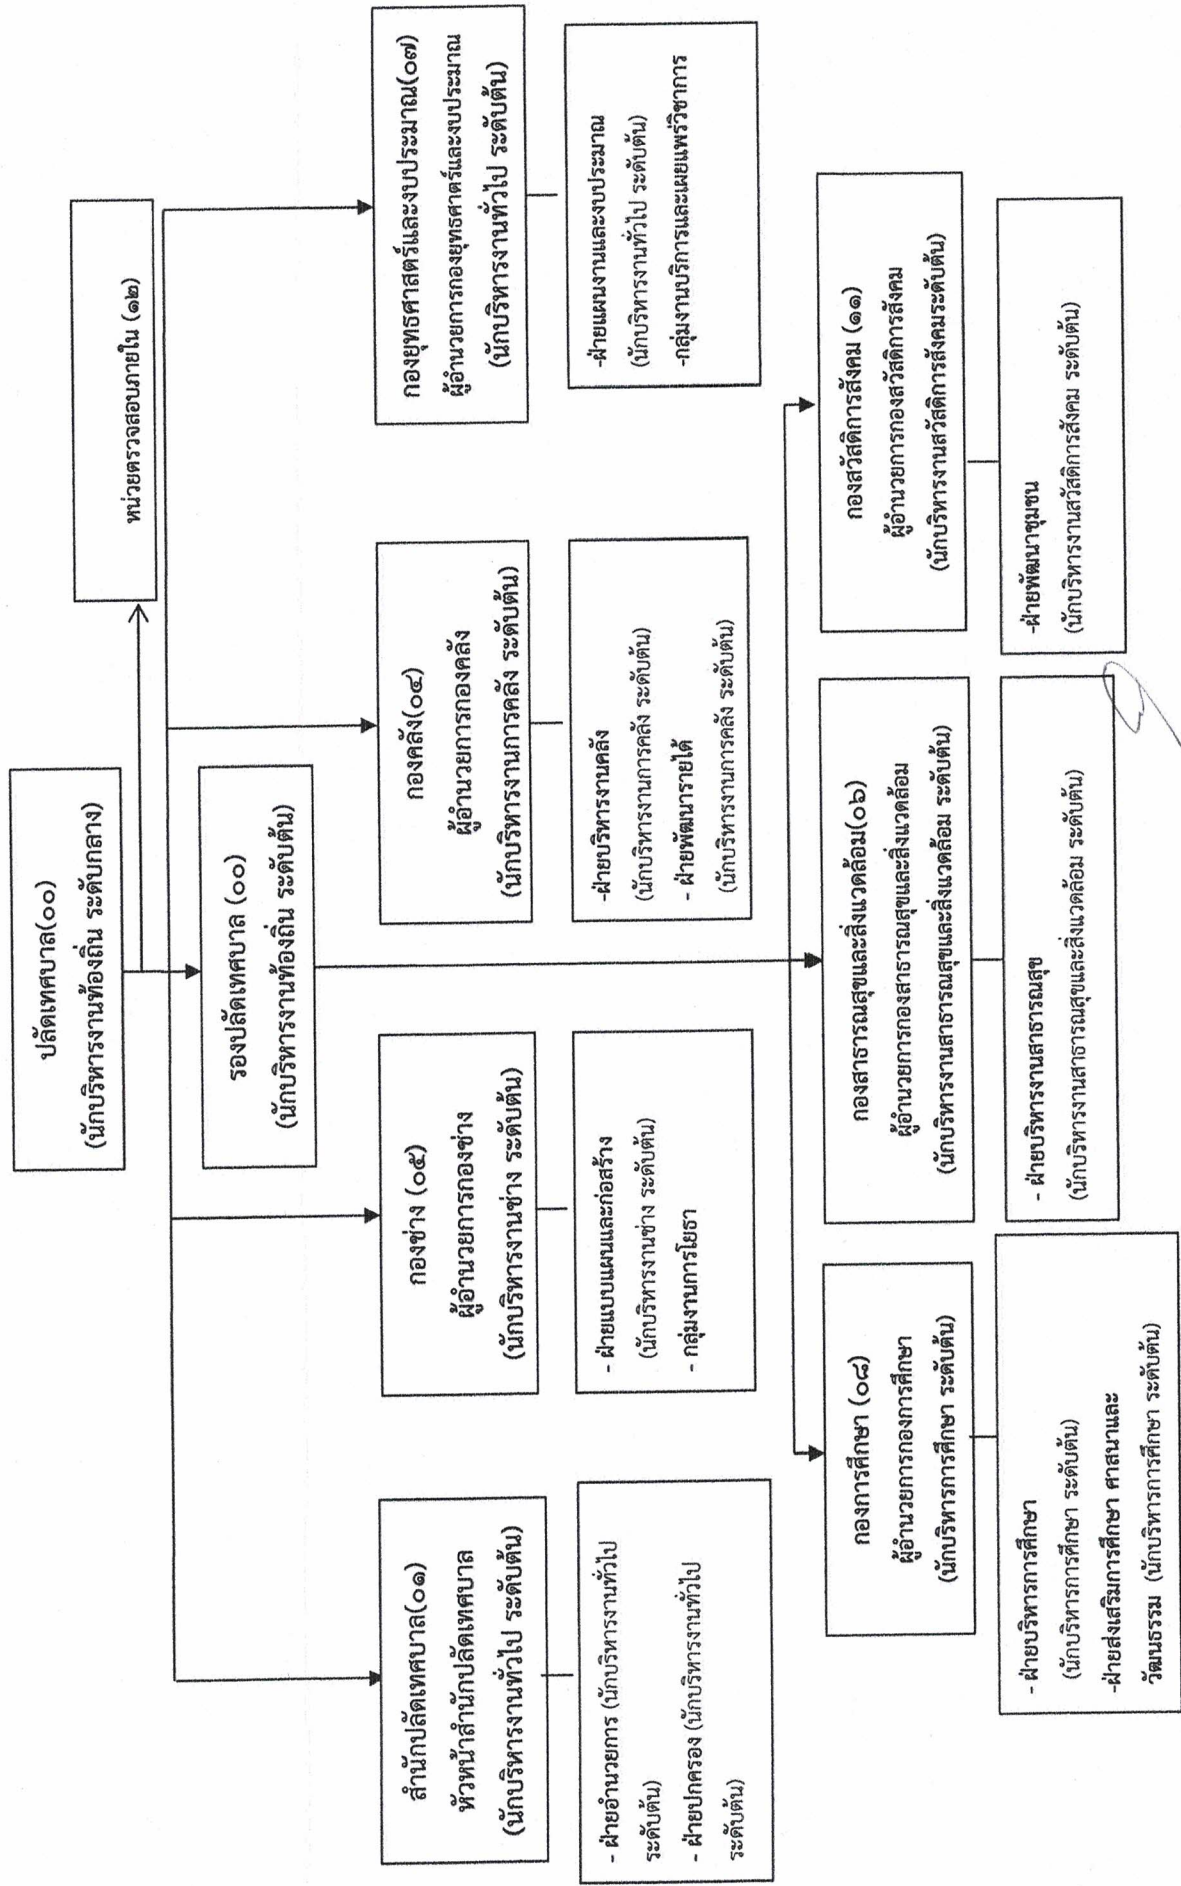 ปลัดเทศบาล(๐๐)
(นักบริหารงานท้องถิ่น ระดับกลาง)
หน่วยตรวจสอบภายใน (๑๒)
รองปลัดเทศบาล (๐๐)
(นักบริหารงานท้องถิ่น ระดับต้น)
สำนักปลัดเทศบาล(๐๑)
หัวหน้าสำนักปลัดเทศบาล
(นักบริหารงานทั่วไป ระดับต้น)
- ฝ่ายอำนวยการ (นักบริหารงานทั่วไป
ระดับต้น)
- ฝ่ายปกครอง (นักบริหารงานทั่วไป
ระดับต้น)
กองช่าง (๐๕)
ผู้อำนวยการกองช่าง
(นักบริหารงานช่าง ระดับต้น)
- ฝ่ายแบบแผนและก่อสร้าง
(นักบริหารงานช่าง ระดับต้น)
- กลุ่มงานการโยธา
กองคลัง(๐๔)
ผู้อำนวยการกองคลัง
(นักบริหารงานการคลัง ระดับต้น)
-ฝ่ายบริหารงานคลัง
(นักบริหารงานการคลัง ระดับต้น)
- ฝ่ายพัฒนารายได้
(นักบริหารงานการคลัง ระดับต้น)
กองยุทธศาสตร์และงบประมาณ(๐๗)
ผู้อำนวยการกองยุทธศาตร์และงบประมาณ
(นักบริหารงานทั่วไป ระดับต้น)
-ฝ่ายแผนงานและงบประมาณ
(นักบริหารงานทั่วไป ระดับต้น)
-กลุ่มงานบริการและเผยแพร่วิชาการ
กองการศึกษา (๐๘)
ผู้อำนวยการกองการศึกษา
(นักบริหารการศึกษา ระดับต้น)
- ฝ่ายบริหารการศึกษา
(นักบริหารการศึกษา ระดับต้น)
-ฝ่ายส่งเสริมการศึกษา ศาสนาและ
วัฒนธรรม (นักบริหารการศึกษา ระดับต้น)
กองสาธารณสุขและสิ่งแวดล้อม(๐๖)
ผู้อำนวยการกองสาธารณสุขและสิ่งแวดล้อม
(นักบริหารงานสาธารณสุขและสิ่งแวดล้อม ระดับต้น)
- ฝ่ายบริหารงานสาธารณสุข
(นักบริหารงานสาธารณสุขและสิ่งแวดล้อม ระดับต้น)
กองสวัสดิการสังคม (๑๑)
ผู้อำนวยการกองสวัสดิการสังคม
(นักบริหารงานสวัสดิการสังคมระดับต้น)
-ฝ่ายพัฒนาชุมชน
(นักบริหารงานสวัสดิการสังคม ระดับต้น)